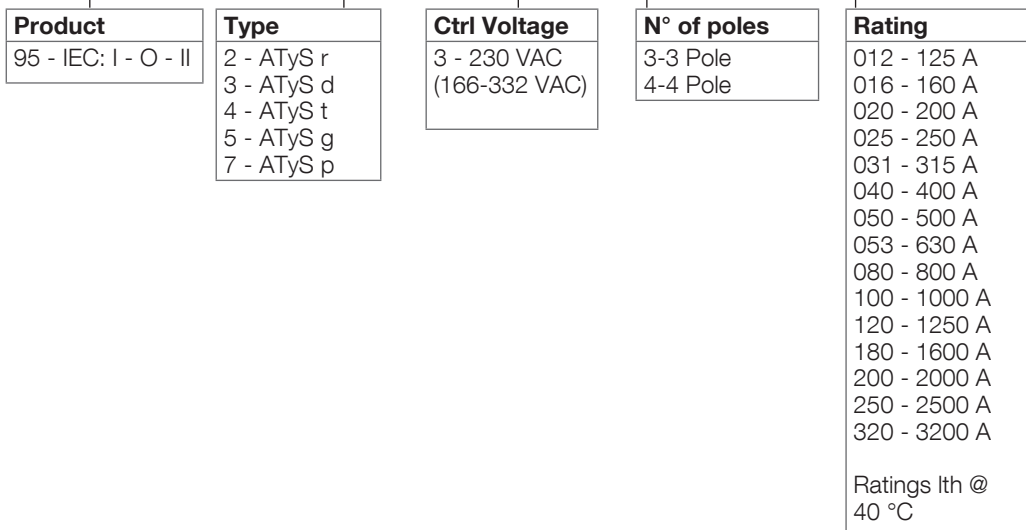 Product
95 - IEC: I - O - II
Type
2 - ATyS r
3 - ATyS d
4 - ATyS t
5 - ATyS g
7 - ATyS p
Ctrl Voltage
3 - 230 VAC
(166-332 VAC)
N° of poles
3-3 Pole
4-4 Pole
Rating
012 - 125 A
016 - 160 A
020 - 200 A
025 - 250 A
031 - 315 A
040 - 400 A
050 - 500 A
053 - 630 A
080 - 800 A
100 - 1000 A
120 - 1250 A
180 - 1600 A
200 - 2000 A
250 - 2500 A
320 - 3200 A
Ratings Ith @
40 °C